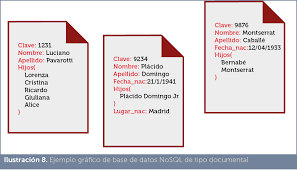 Clave: 1231
Nombre: Luciano
Apellido: Pavarotti
Hijos{
Lorenza
Cristina
Ricardo
Giuliana
Alice
}
Clave: 9234
Nombre: Plácido
Apellido: Domingo
Fecha_nac:21/1/1941
Hijos{
Plácido Domingo Jr
}
Lugar_nac: Madrid
Clave: 9876
Nombre: Montserrat
Apellido: Caballé
Fecha_nac:12/04/1933
Hijos{
Bernabé
Montserrat
}
Ilustración 8. Ejemplo gráfico de base de datos NoSQL de tipo documental